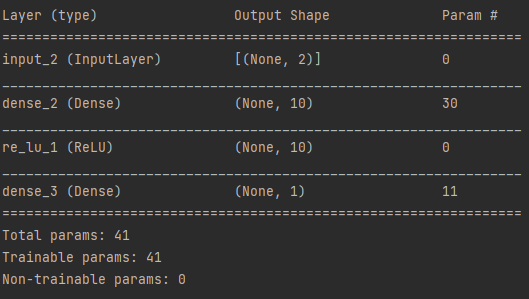 Layer (type) Output Shape Param #
=================================================================
input_2 (InputLayer) [(None, 2)] 0
_________________________________________________________________
dense_2 (Dense) (None, 10) 30
_________________________________________________________________
re_lu_1 (ReLU) (None, 10) 0
_________________________________________________________________
dense_3 (Dense) (None, 1) 11
=================================================================
Total params: 41
Trainable params: 41
Non-trainable params: 0